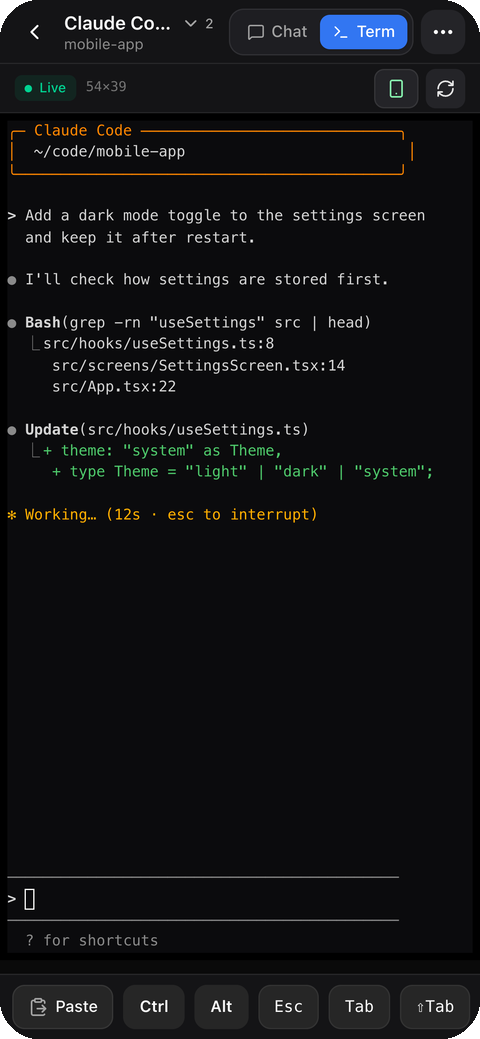 Claude Co... 2
mobile-app
Chat
Term
Live 54×39
Claude Code
~/code/mobile-app
> Add a dark mode toggle to the settings screen
and keep it after restart.
● I'll check how settings are stored first.
● Bash(grep -rn "useSettings" src | head)
⎿ src/hooks/useSettings.ts:8
src/screens/SettingsScreen.tsx:14
src/App.tsx:22
● Update(src/hooks/useSettings.ts)
⎿ + theme: "system" as Theme,
+ type Theme = "light" | "dark" | "system";
✻ Working… (12s · esc to interrupt)
>
? for shortcuts
Paste Ctrl Alt Esc Tab ⇧Tab